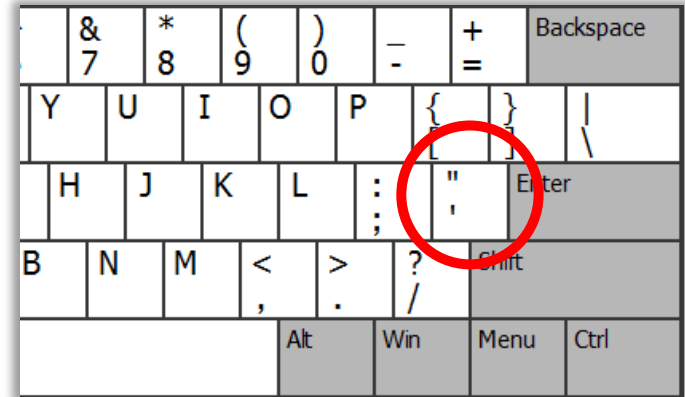 & * ( ) _ + Backspace
7 8 9 0 - =
Y U I O P { } |
[ ] \
H J K L : " Enter
; '
B N M < > ? Shift
, . /
Alt Win Menu Ctrl